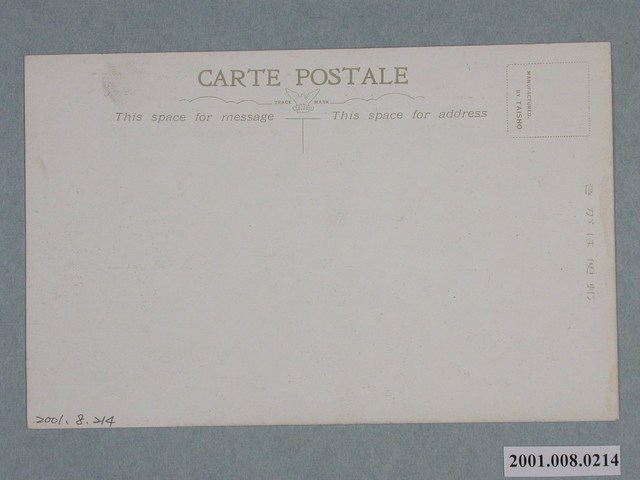 CARTE POSTALE
TRADE MARK
This space for message
This space for address
MANUFACTURED
BY TAISHO
2001.8.214
2001.008.0214